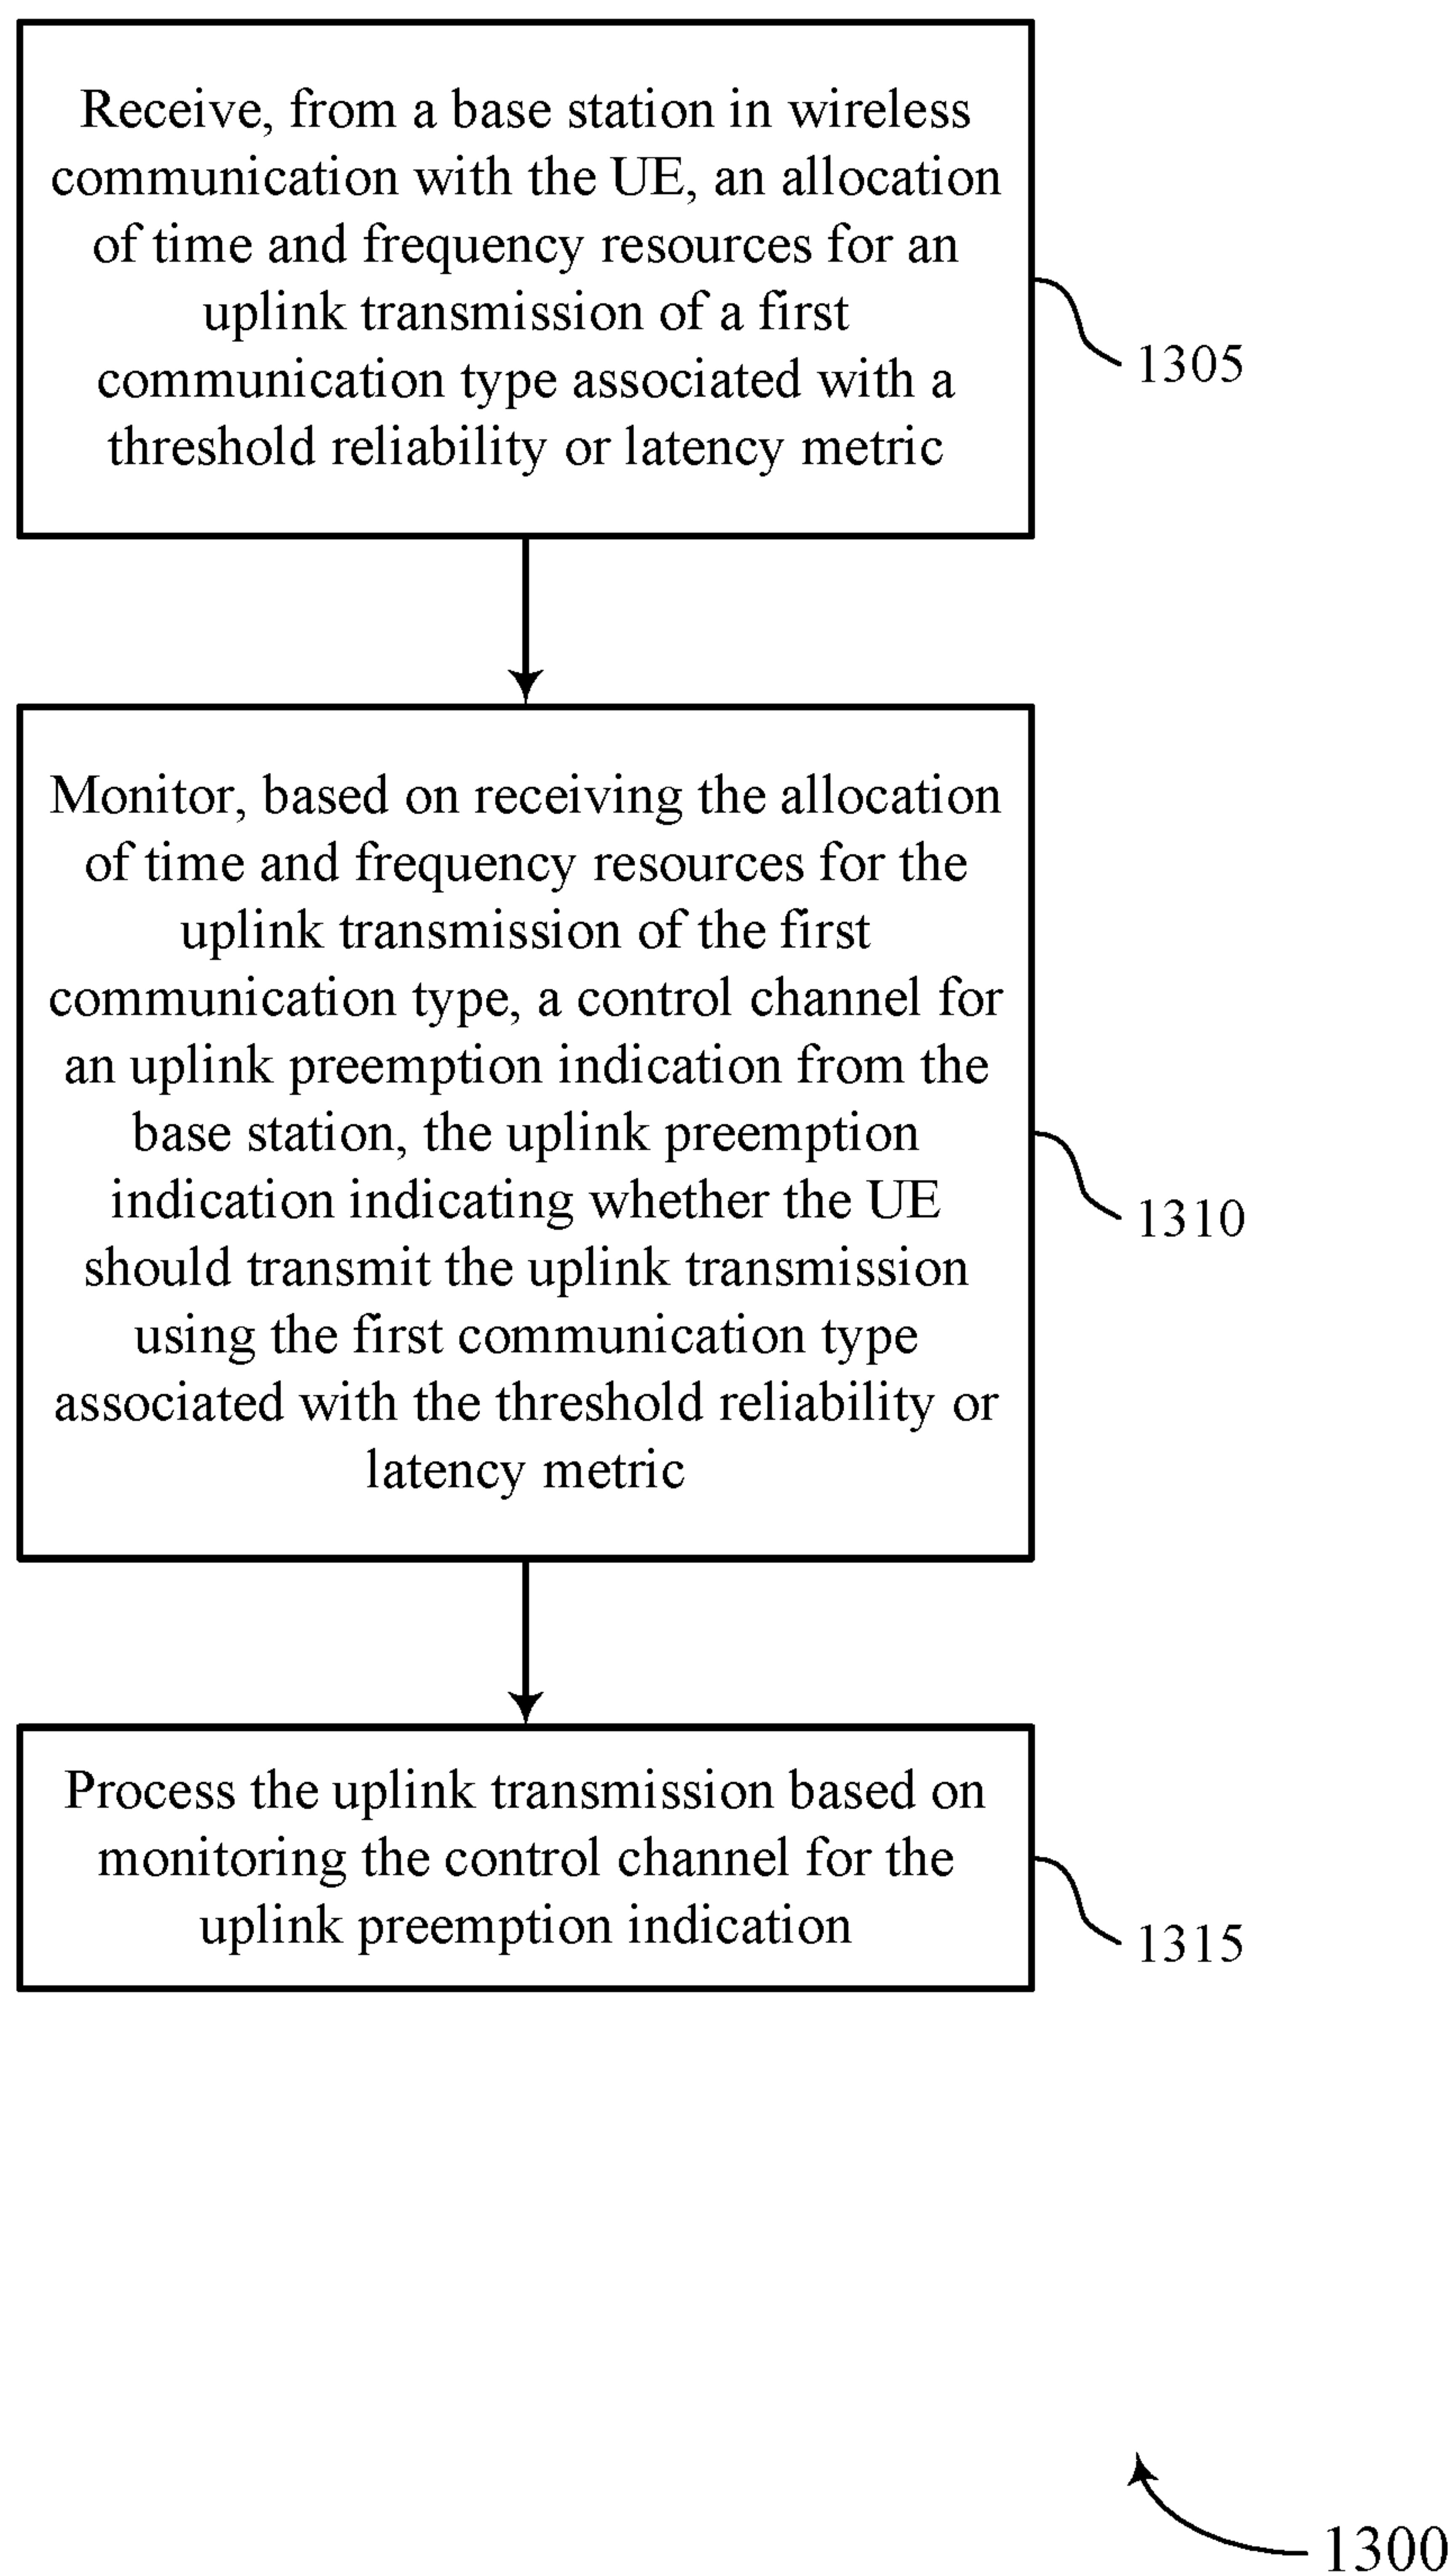 Receive, from a base station in wireless
communication with the UE, an allocation
of time and frequency resources for an
uplink transmission of a first
communication type associated with a
threshold reliability or latency metric
1305
Monitor, based on receiving the allocation
of time and frequency resources for the
uplink transmission of the first
communication type, a control channel for
an uplink preemption indication from the
base station, the uplink preemption
indication indicating whether the UE
should transmit the uplink transmission
using the first communication type
associated with the threshold reliability or
latency metric
1310
Process the uplink transmission based on
monitoring the control channel for the
uplink preemption indication
1315
1300